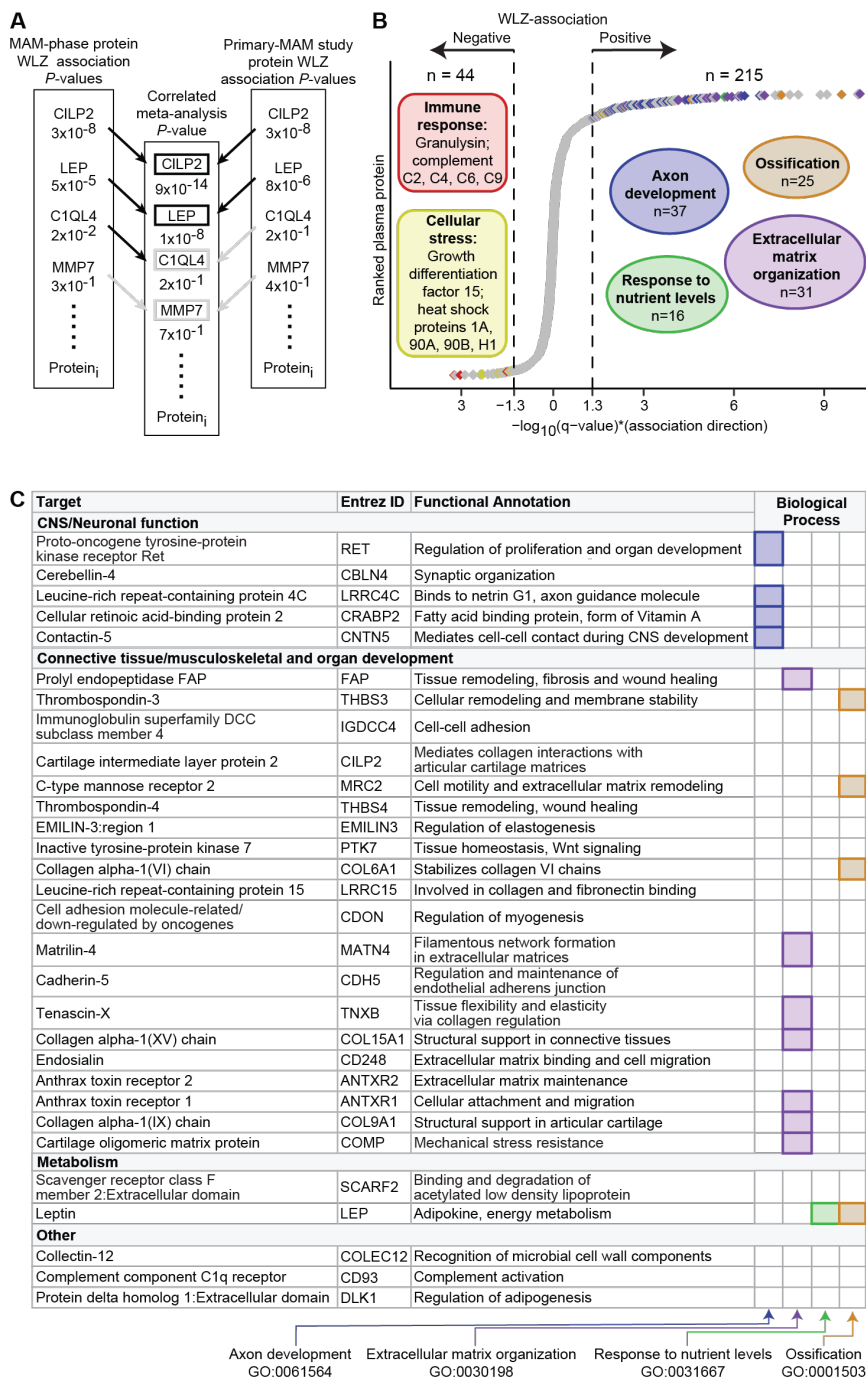 A
MAM-phase protein
WLZ association
P-values
CILP2
3x10-8
LEP
5x10-5
C1QL4
2x10-2
MMP7
3x10-1
Proteini
Correlated
meta-analysis
P-value
CILP2
9x10-14
LEP
1x10-8
C1QL4
2x10-1
MMP7
7x10-1
Proteini
Primary-MAM study
protein WLZ
association P-values
CILP2
3x10-8
LEP
8x10-6
C1QL4
2x10-1
MMP7
4x10-1
Proteini
B
WLZ-association
Negative
Positive
n = 44
n = 215
Ranked plasma protein
Immune
response:
Granulysin;
complement
C2, C4, C6, C9
Cellular
stress:
Growth
differentiation
factor 15;
heat shock
proteins 1A,
90A, 90B, H1
Axon
development
n=37
Ossification
n=25
Response to
nutrient levels
n=16
Extracellular
matrix
organization
n=31
3 −1.3 0 1.3 3 6 9
−log10(q−value)*(association direction)
C
Target Entrez ID Functional Annotation Biological
Process
CNS/Neuronal function
Proto-oncogene tyrosine-protein
kinase receptor Ret RET Regulation of proliferation and organ development
Cerebellin-4 CBLN4 Synaptic organization
Leucine-rich repeat-containing protein 4C LRRC4C Binds to netrin G1, axon guidance molecule
Cellular retinoic acid-binding protein 2 CRABP2 Fatty acid binding protein, form of Vitamin A
Contactin-5 CNTN5 Mediates cell-cell contact during CNS development
Connective tissue/musculoskeletal and organ development
Prolyl endopeptidase FAP FAP Tissue remodeling, fibrosis and wound healing
Thrombospondin-3 THBS3 Cellular remodeling and membrane stability
Immunoglobulin superfamily DCC
subclass member 4 IGDCC4 Cell-cell adhesion
Cartilage intermediate layer protein 2 CILP2 Mediates collagen interactions with
articular cartilage matrices
C-type mannose receptor 2 MRC2 Cell motility and extracellular matrix remodeling
Thrombospondin-4 THBS4 Tissue remodeling, wound healing
EMILIN-3:region 1 EMILIN3 Regulation of elastogenesis
Inactive tyrosine-protein kinase 7 PTK7 Tissue homeostasis, Wnt signaling
Collagen alpha-1(VI) chain COL6A1 Stabilizes collagen VI chains
Leucine-rich repeat-containing protein 15 LRRC15 Involved in collagen and fibronectin binding
Cell adhesion molecule-related/
down-regulated by oncogenes CDON Regulation of myogenesis
Matrilin-4 MATN4 Filamentous network formation
in extracellular matrices
Cadherin-5 CDH5 Regulation and maintenance of
endothelial adherens junction
Tenascin-X TNXB Tissue flexibility and elasticity
via collagen regulation
Collagen alpha-1(XV) chain COL15A1 Structural support in connective tissues
Endosialin CD248 Extracellular matrix binding and cell migration
Anthrax toxin receptor 2 ANTXR2 Extracellular matrix maintenance
Anthrax toxin receptor 1 ANTXR1 Cellular attachment and migration
Collagen alpha-1(IX) chain COL9A1 Structural support in articular cartilage
Cartilage oligomeric matrix protein COMP Mechanical stress resistance
Metabolism
Scavenger receptor class F
member 2:Extracellular domain SCARF2 Binding and degradation of
acetylated low density lipoprotein
Leptin LEP Adipokine, energy metabolism
Other
Collectin-12 COLEC12 Recognition of microbial cell wall components
Complement component C1q receptor CD93 Complement activation
Protein delta homolog 1:Extracellular domain DLK1 Regulation of adipogenesis
Axon development Extracellular matrix organization Response to nutrient levels Ossification
GO:0061564 GO:0030198 GO:0031667 GO:0001503